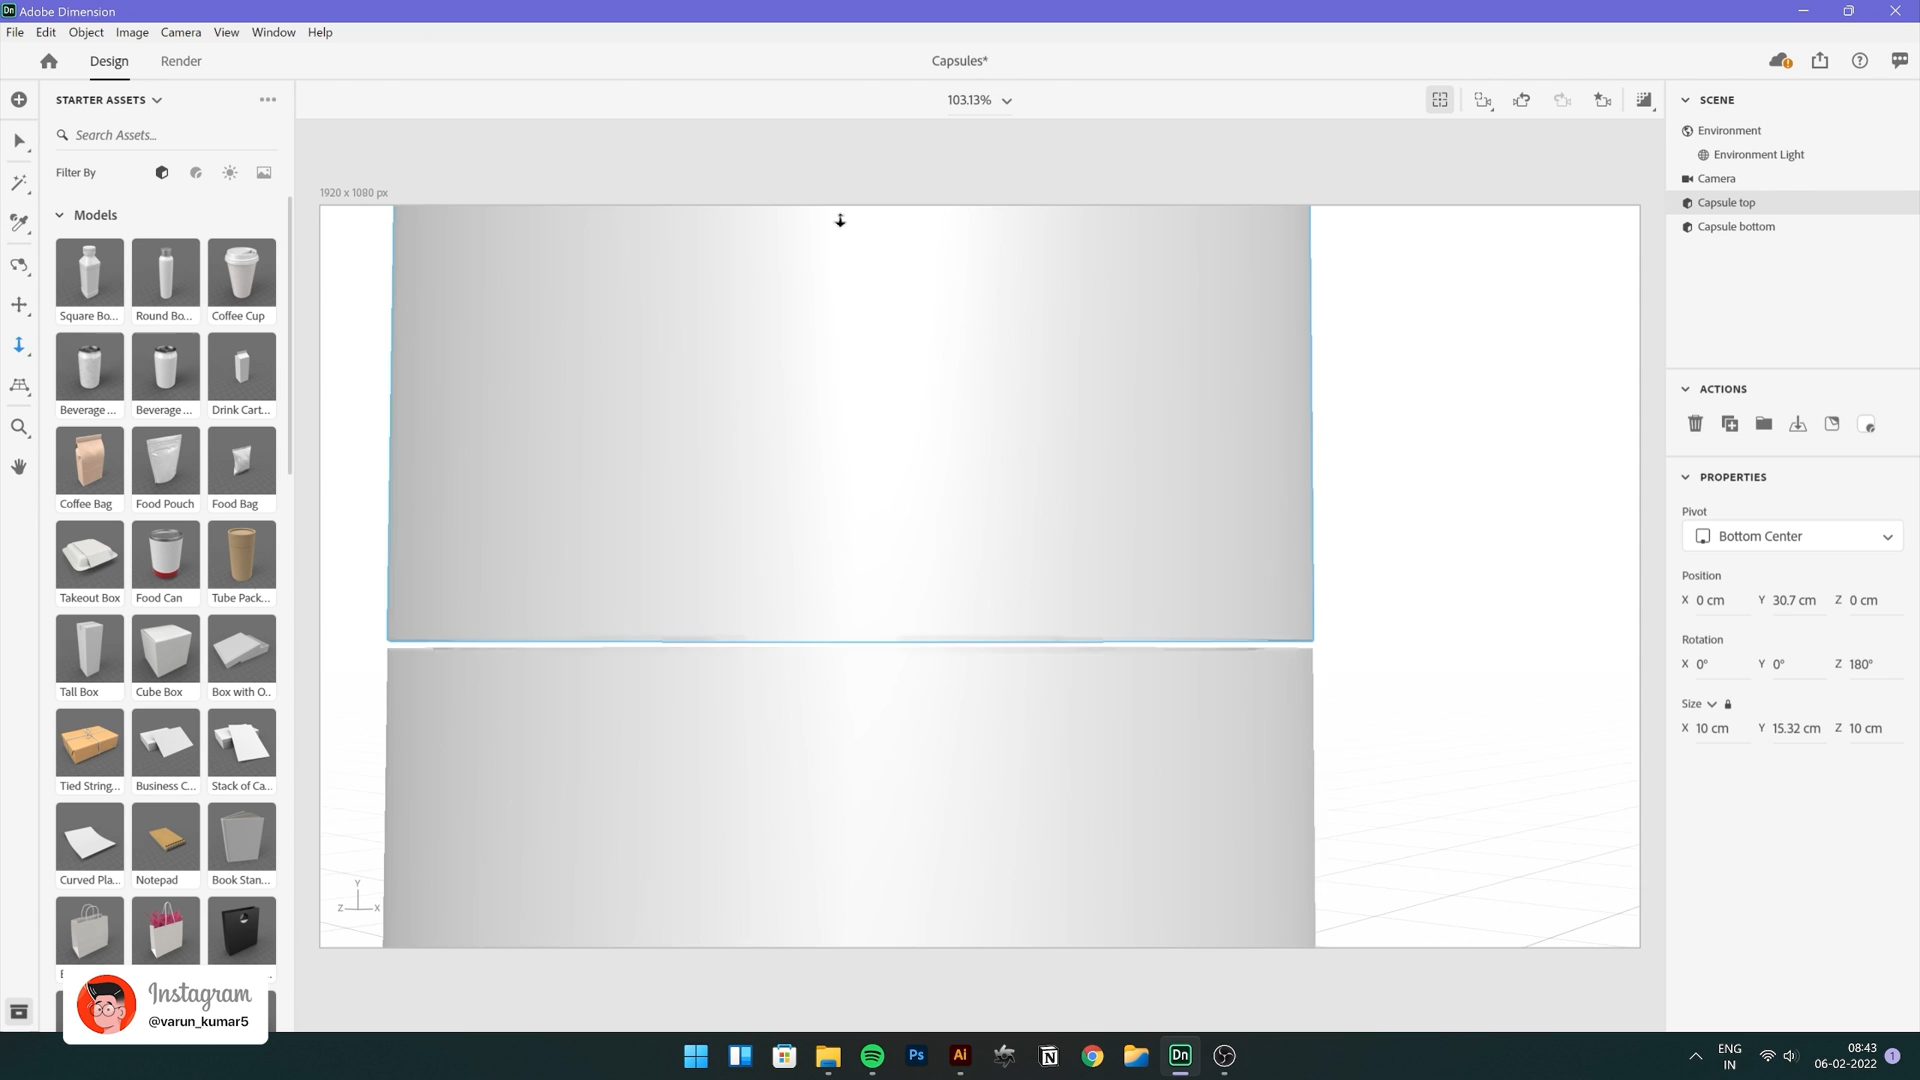 Dn Adobe Dimension
File Edit Object Image Camera View Window Help
Design Render Capsules*
STARTER ASSETS
103.13%
SCENE
Search Assets...
Environment
Filter By
Environment Light
Camera
1920 x 1080 px
Capsule top
Models
Capsule bottom
Square Bo... Round Bo... Coffee Cup
Beverage ... Beverage ... Drink Cart...
ACTIONS
Coffee Bag Food Pouch Food Bag
PROPERTIES
Pivot
Bottom Center
Takeout Box Food Can Tube Pack...
Position
X 0 cm Y 30.7 cm Z 0 cm
Rotation
X 0° Y 0° Z 180°
Tall Box Cube Box Box with O..
Size
X 10 cm Y 15.32 cm Z 10 cm
Tied String... Business C... Stack of Ca...
Curved Pla... Notepad Book Stan...
Y
Z X
Instagram
@varun_kumar5
Ps Ai N Dn
ENG
IN
08:43
06-02-2022
1